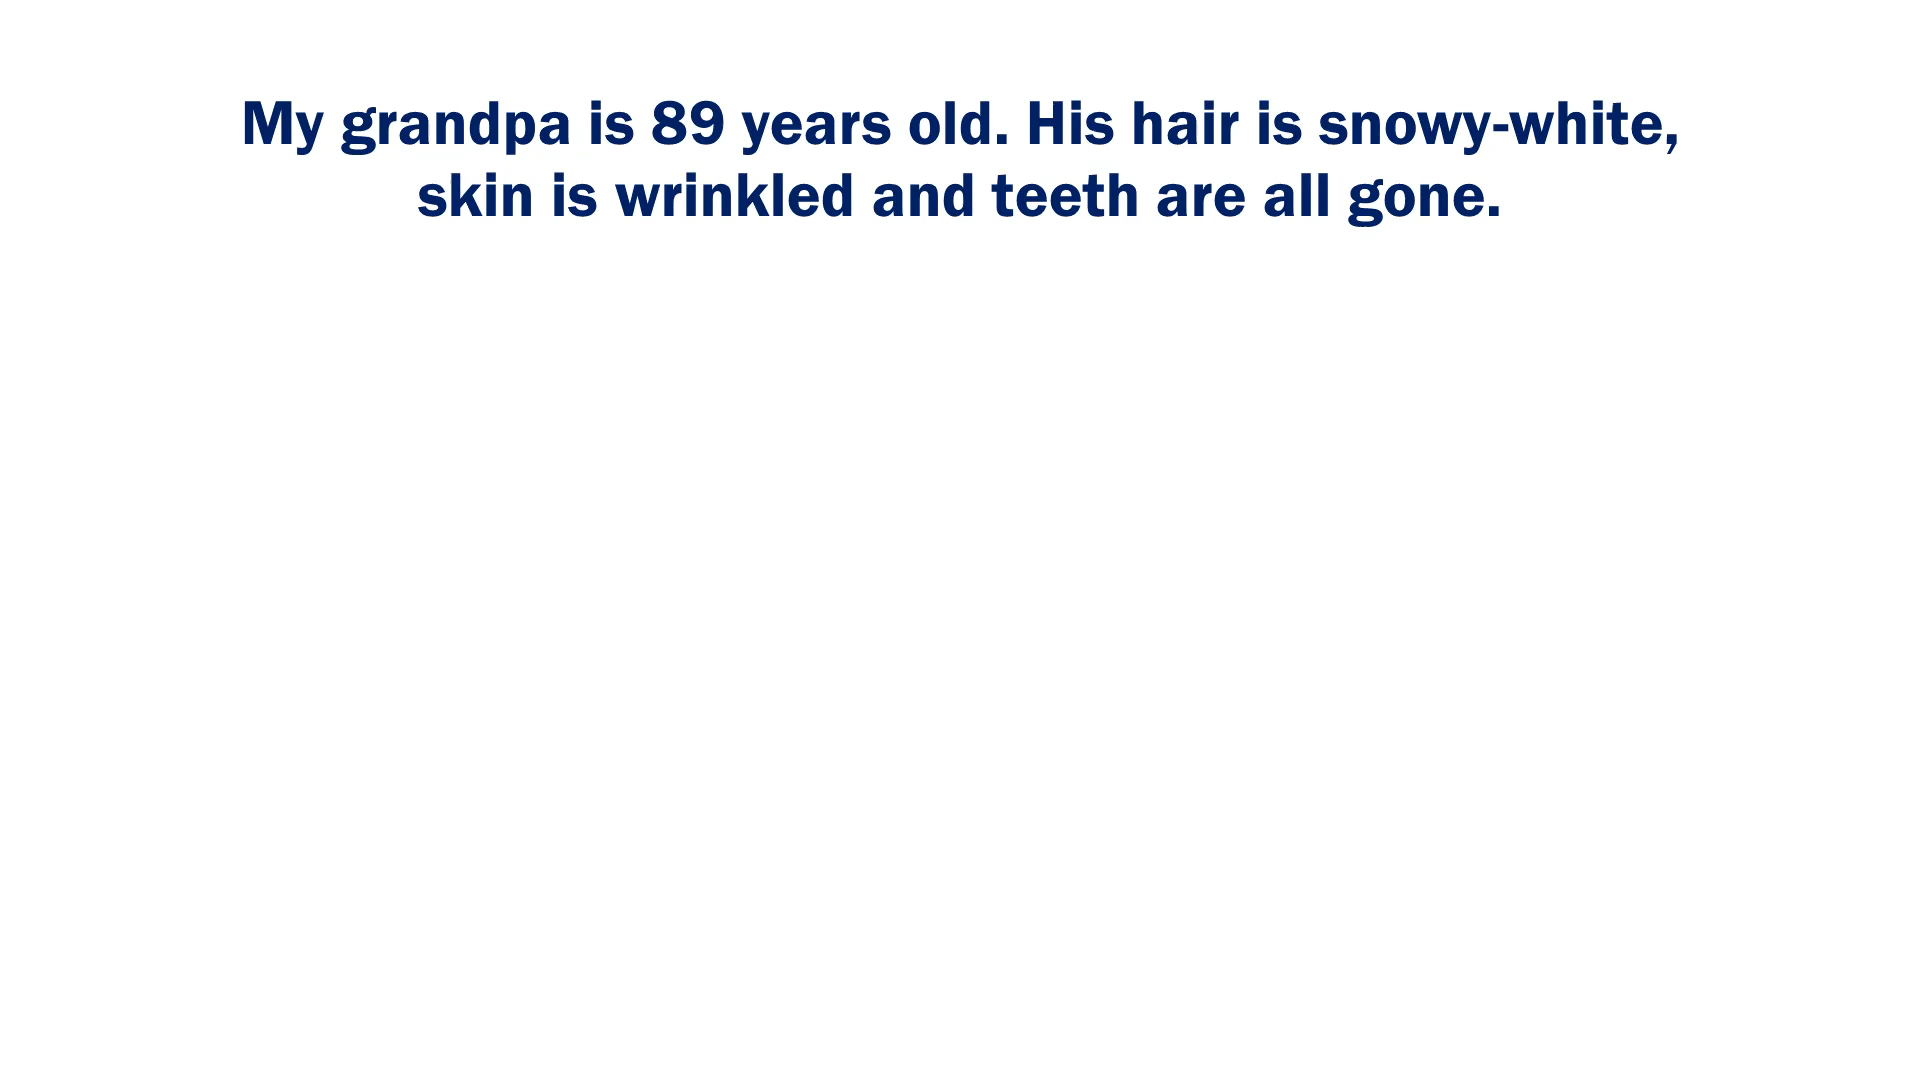 My grandpa is 89 years old. His hair is snowy-white,
skin is wrinkled and teeth are all gone.